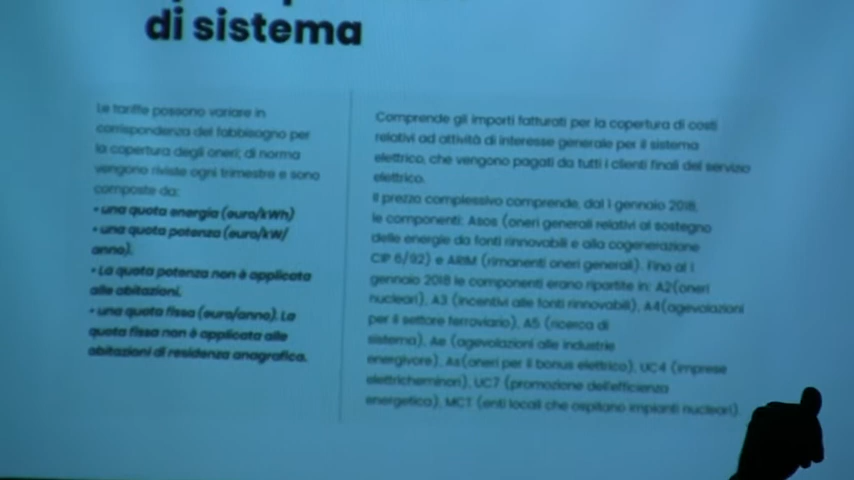 di sistema
Le tariffe possono variare in
corrispondenza del fabbisogno per
la copertura degli oneri; di norma
vengono riviste ogni trimestre e sono
composte da:
• una quota energia (euro/kWh)
• una quota potenza (euro/kW/
anno).
• La quota potenza non è applicata
alle abitazioni.
• una quota fissa (euro/anno). La
quota fissa non è applicata alle
abitazioni di residenza anagrafica.
Comprende gli importi fatturati per la copertura di costi
relativi ad attività di interesse generale per il sistema
elettrico, che vengono pagati da tutti i clienti finali del servizio
elettrico.
Il prezzo complessivo comprende, dal 1 gennaio 2018,
le componenti: Asos (oneri generali relativi al sostegno
delle energie da fonti rinnovabili e alla cogenerazione
CIP 6/92) e ARIM (rimanenti oneri generali). Fino al 1
gennaio 2018 le componenti erano ripartite in: A2(oneri
nucleari), A3 (incentivi alle fonti rinnovabili), A4(agevolazioni
per il settore ferroviario), A5 (ricerca di
sistema), Ae (agevolazioni alle industrie
energivore), As(oneri per il bonus elettrico), UC4 (imprese
elettricheminori), UC7 (promozione dell'efficienza
energetica), MCT (enti locali che ospitano impianti nucleari)